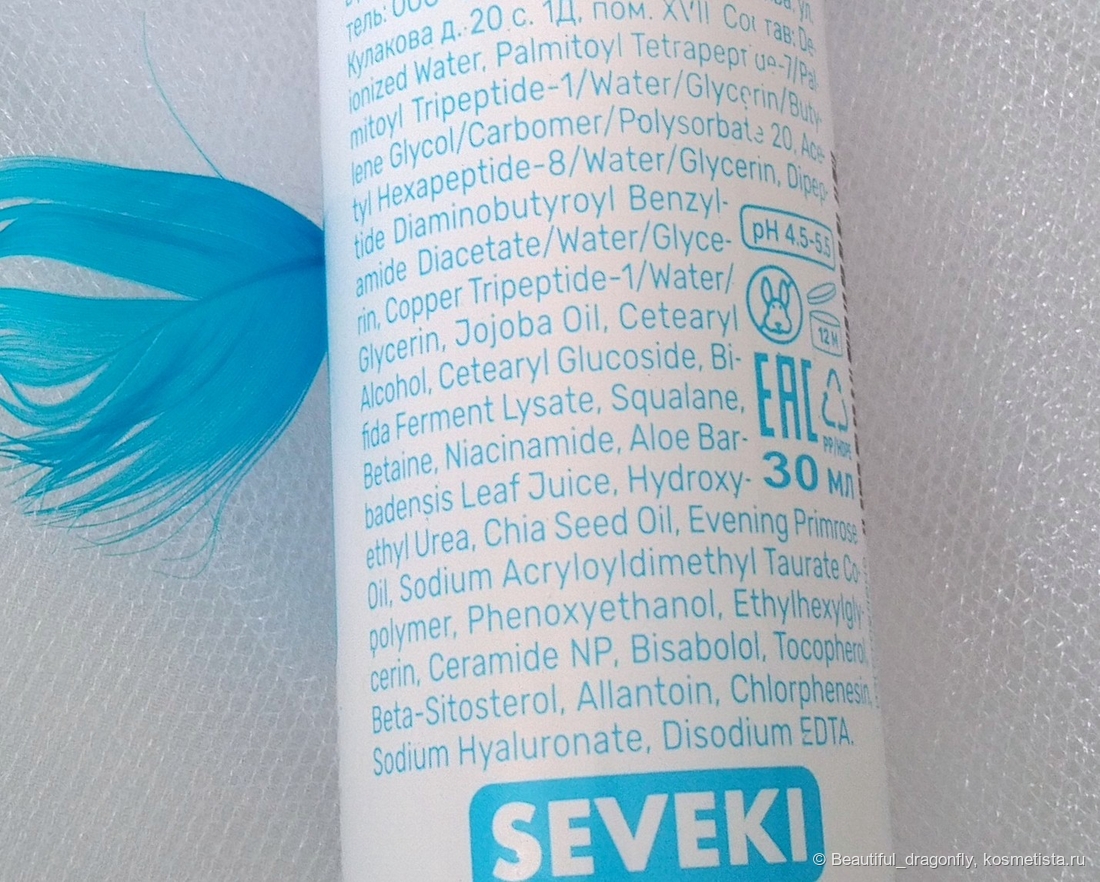 тель: ООО
Кулакова д. 20 с. 1Д, пом. XVII Состав: De-
ionized Water, Palmitoyl Tetrapeptide-7/Pal-
mitoyl Tripeptide-1/Water/Glycerin/Buty-
lene Glycol/Carbomer/Polysorbate 20, Ace-
tyl Hexapeptide-8/Water/Glycerin, Dipep-
tide Diaminobutyroyl Benzyl-
amide Diacetate/Water/Glyce-
rin, Copper Tripeptide-1/Water/
Glycerin, Jojoba Oil, Cetearyl
Alcohol, Cetearyl Glucoside, Bi-
fida Ferment Lysate, Squalane,
Betaine, Niacinamide, Aloe Bar-
badensis Leaf Juice, Hydroxy-
ethyl Urea, Chia Seed Oil, Evening Primrose
Oil, Sodium Acryloyldimethyl Taurate Co-
polymer, Phenoxyethanol, Ethylhexylgly-
cerin, Ceramide NP, Bisabolol, Tocopherol,
Beta-Sitosterol, Allantoin, Chlorphenesin,
Sodium Hyaluronate, Disodium EDTA.
pH 4.5-5.5
12 M
EAC
PP/HDPE
30 мл
SEVEKI
© Beautiful_dragonfly, kosmetista.ru